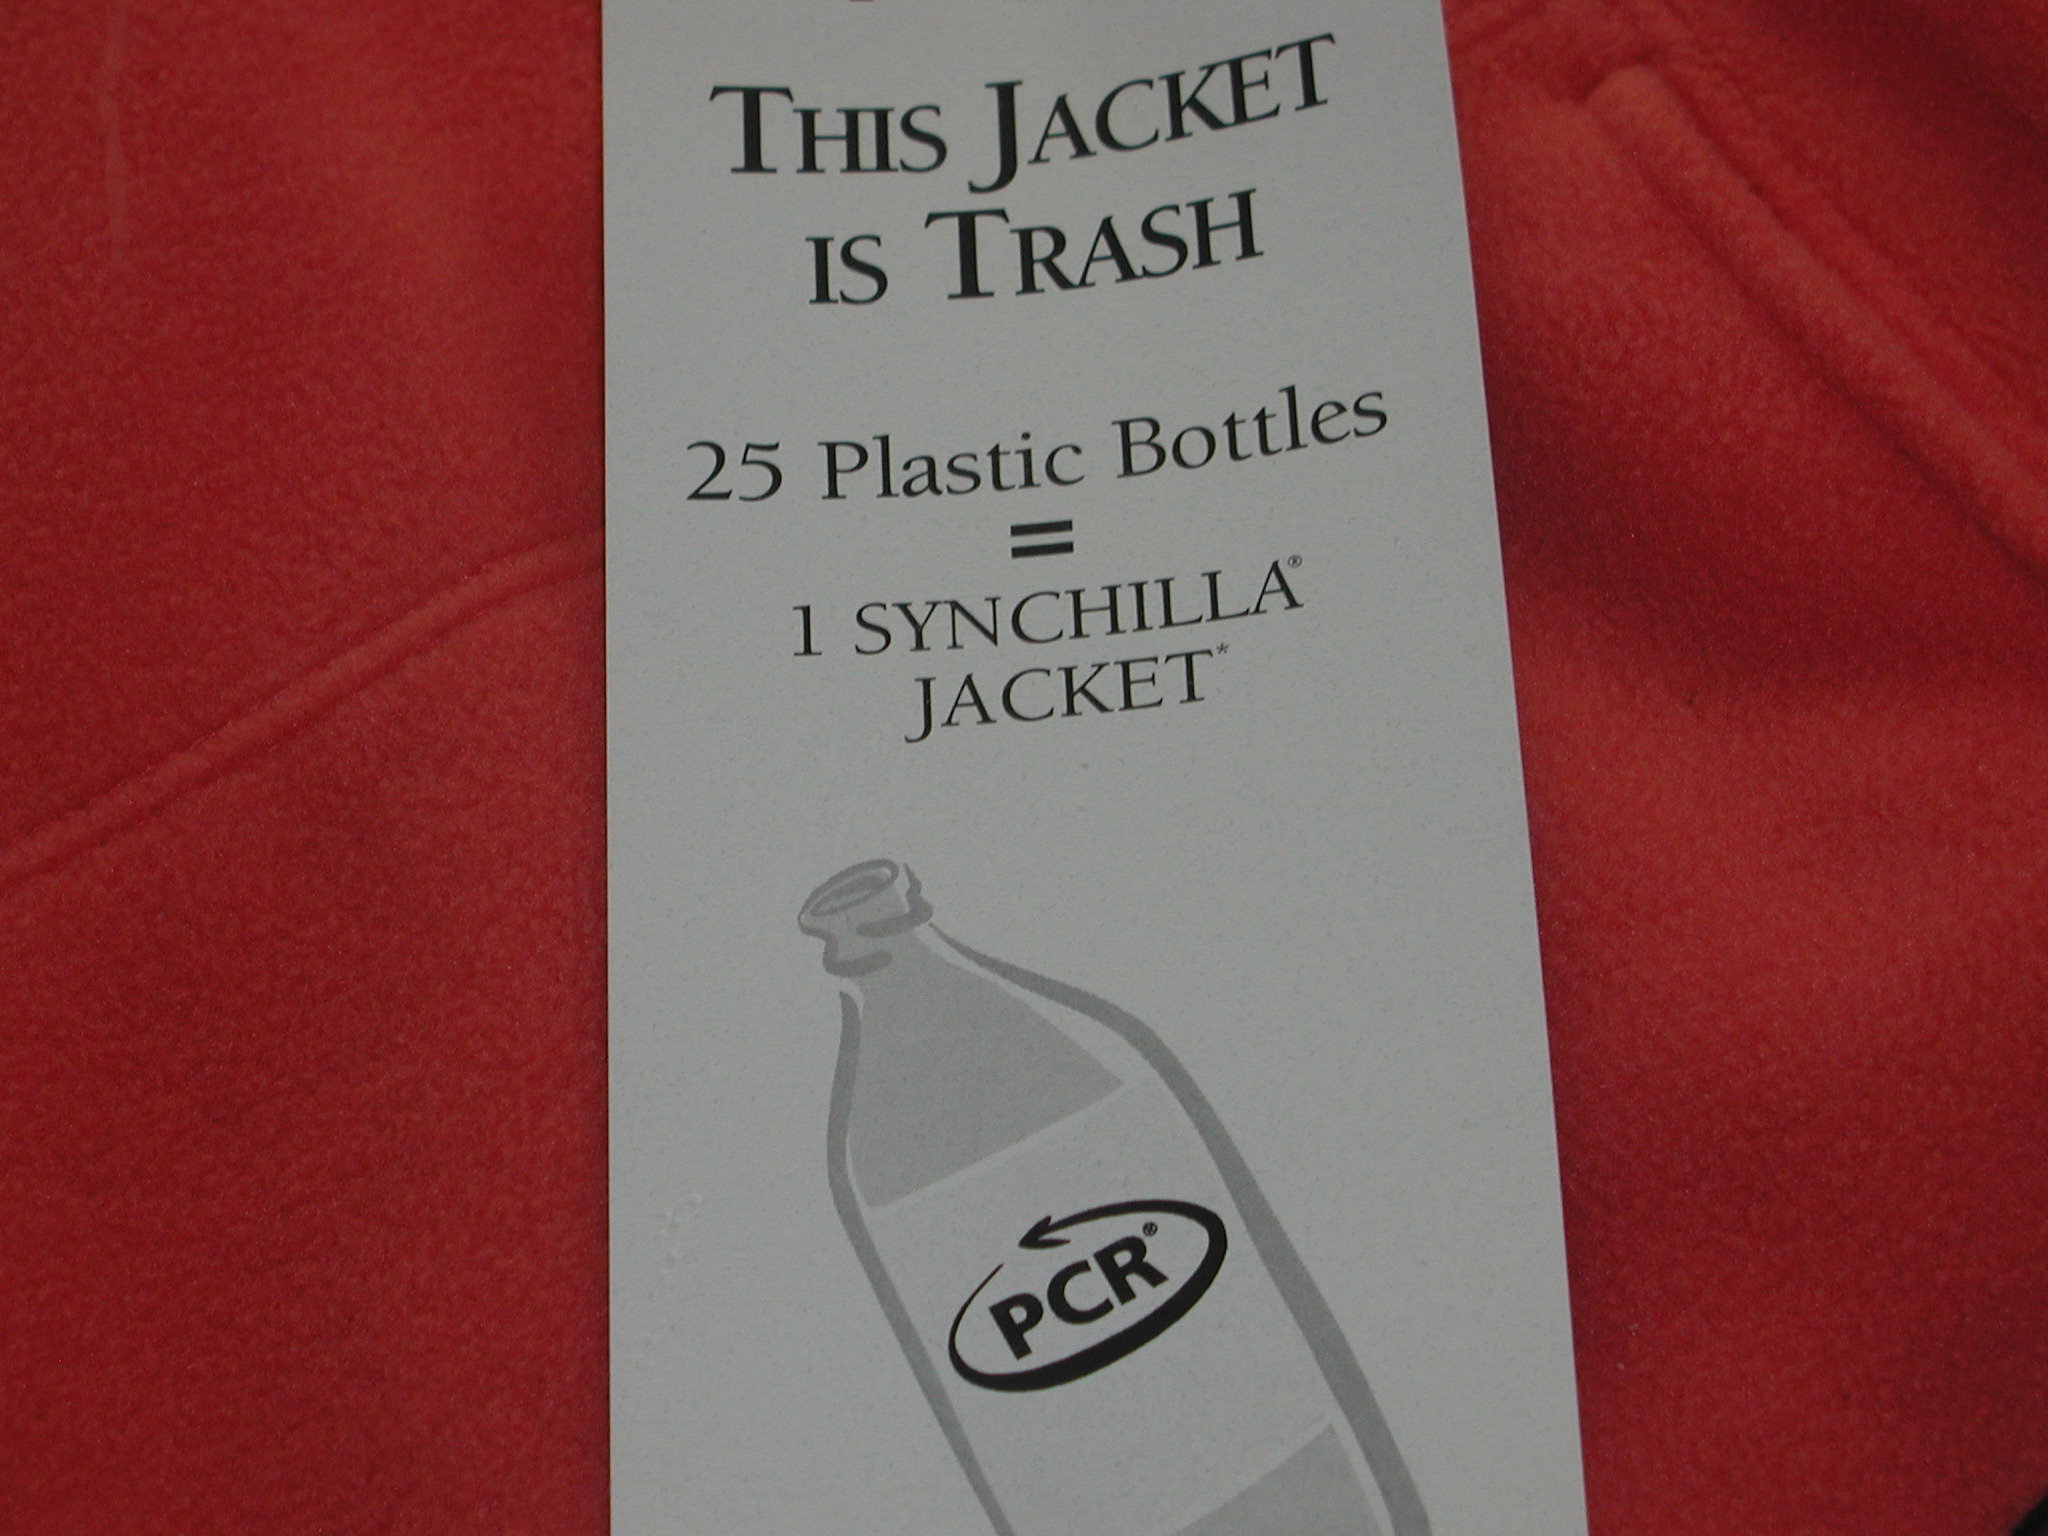 THIS JACKET
IS TRASH
25 Plastic Bottles
=
1 SYNCHILLA®
JACKET*
PCR®